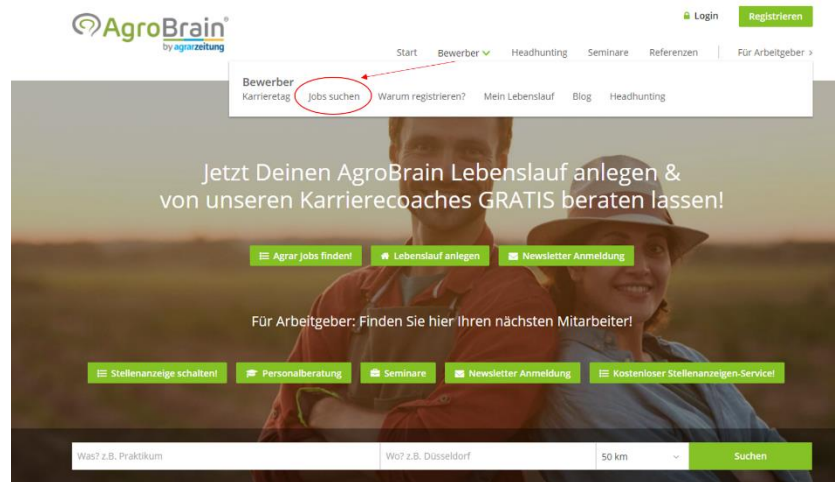 AgroBrain®
by agrarzeitung
Login
Registrieren
Start Bewerber Headhunting Seminare Referenzen Für Arbeitgeber >
Bewerber
Karrieretag Jobs suchen Warum registrieren? Mein Lebenslauf Blog Headhunting
Jetzt Deinen AgroBrain Lebenslauf anlegen &
von unseren Karrierecoaches GRATIS beraten lassen!
Agrar Jobs finden! Lebenslauf anlegen Newsletter Anmeldung
Für Arbeitgeber: Finden Sie hier Ihren nächsten Mitarbeiter!
Stellenanzeige schalten! Personalberatung Seminare Newsletter Anmeldung Kostenloser Stellenanzeigen-Service!
Was? z.B. Praktikum Wo? z.B. Düsseldorf 50 km Suchen